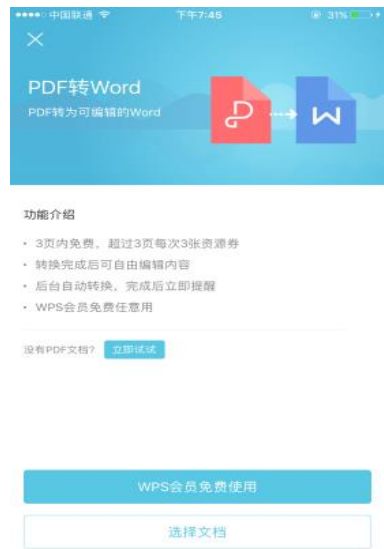 中国联通 下午7:45 31%
PDF转Word
PDF转为可编辑的Word
功能介绍
· 3页内免费，超过3页每次3张资源券
· 转换完成后可自由编辑内容
· 后台自动转换，完成后立即提醒
· WPS会员免费任意用
没有PDF文档? 立即试试
WPS会员免费使用
选择文档